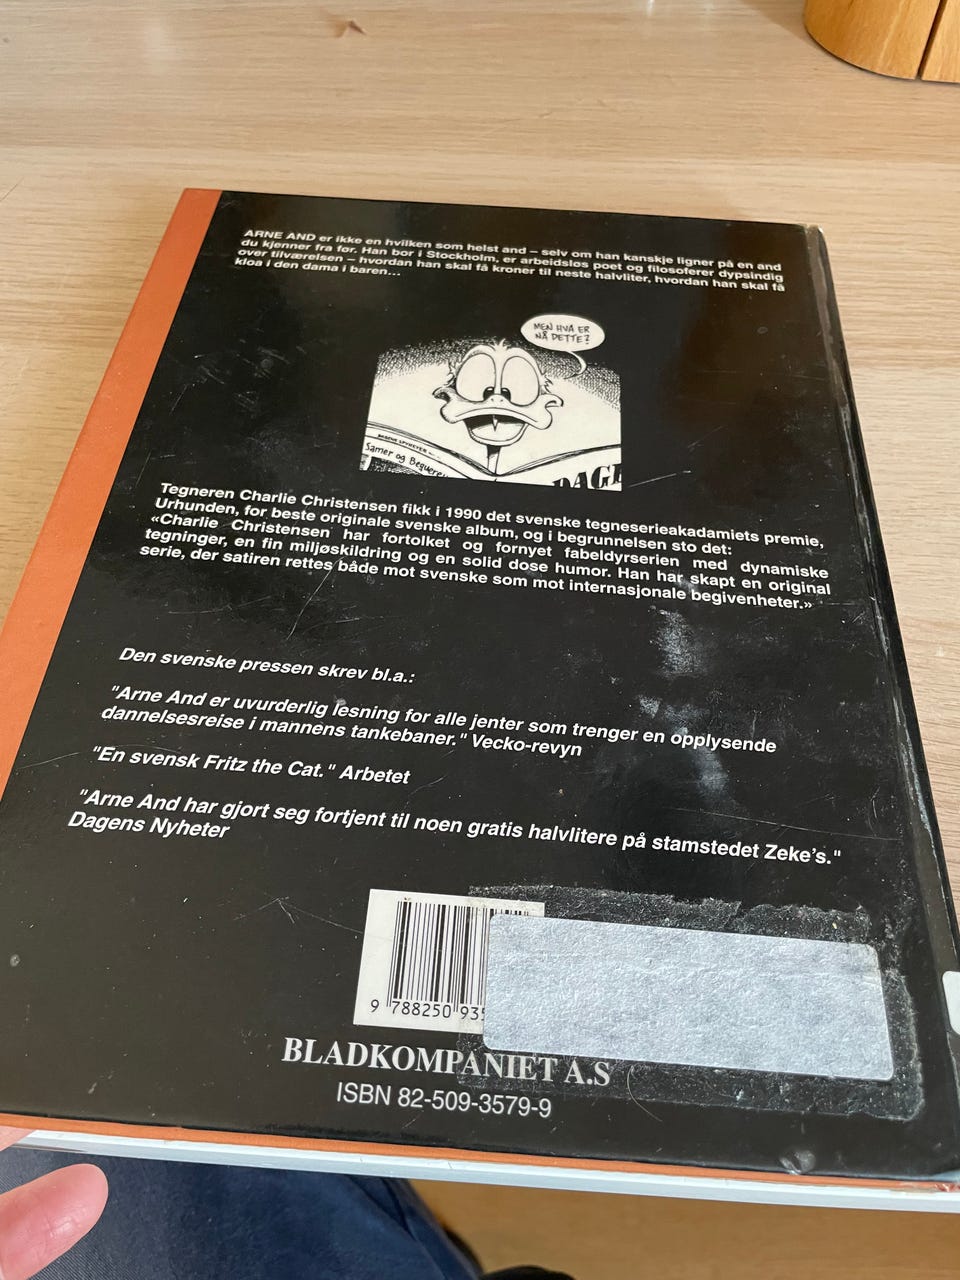 ARNE AND er ikke en hvilken som helst and – selv om han kanskje ligner på en and
du kjenner fra før. Han bor i Stockholm, er arbeidsløs poet og filosoferer dypsindig
over tilværelsen – hvordan han skal få kroner til neste halvliter, hvordan han skal få
kloa i den dama i baren...
MEN HVA ER
NÅ DETTE?
Samer og
DAGE
Tegneren Charlie Christensen fikk i 1990 det svenske tegneserieakadamiets premie,
Urhunden, for beste originale svenske album, og i begrunnelsen sto det:
«Charlie Christensen har fortolket og fornyet fabeldyrserien med dynamiske
tegninger, en fin miljøskildring og en solid dose humor. Han har skapt en original
serie, der satiren rettes både mot svenske som mot internasjonale begivenheter.»
Den svenske pressen skrev bl.a.:
"Arne And er uvurderlig lesning for alle jenter som trenger en opplysende
dannelsesreise i mannens tankebaner." Vecko-revyn
"En svensk Fritz the Cat." Arbetet
"Arne And har gjort seg fortjent til noen gratis halvlitere på stamstedet Zeke's."
Dagens Nyheter
9 788250 935
BLADKOMPANIET A.S
ISBN 82-509-3579-9